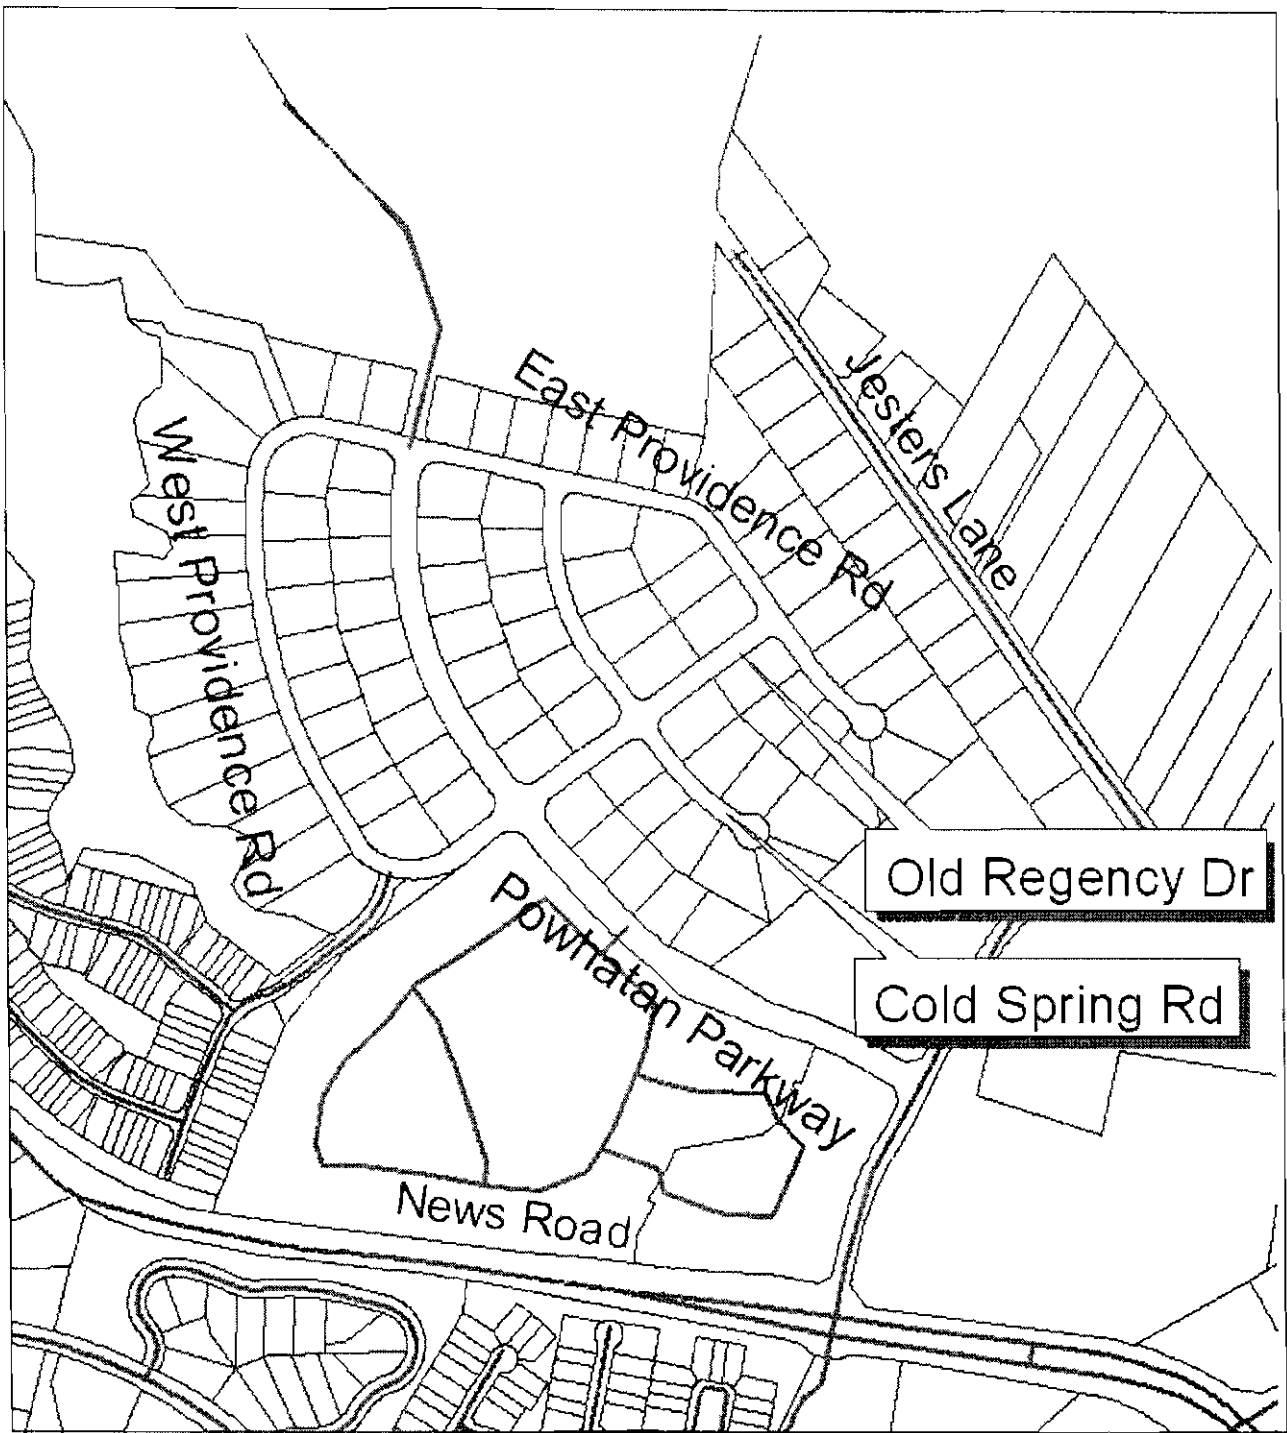 East Providence Rd
Jesters Lane
West Providence Rd
Old Regency Dr
Powhatan Parkway
Cold Spring Rd
News Road